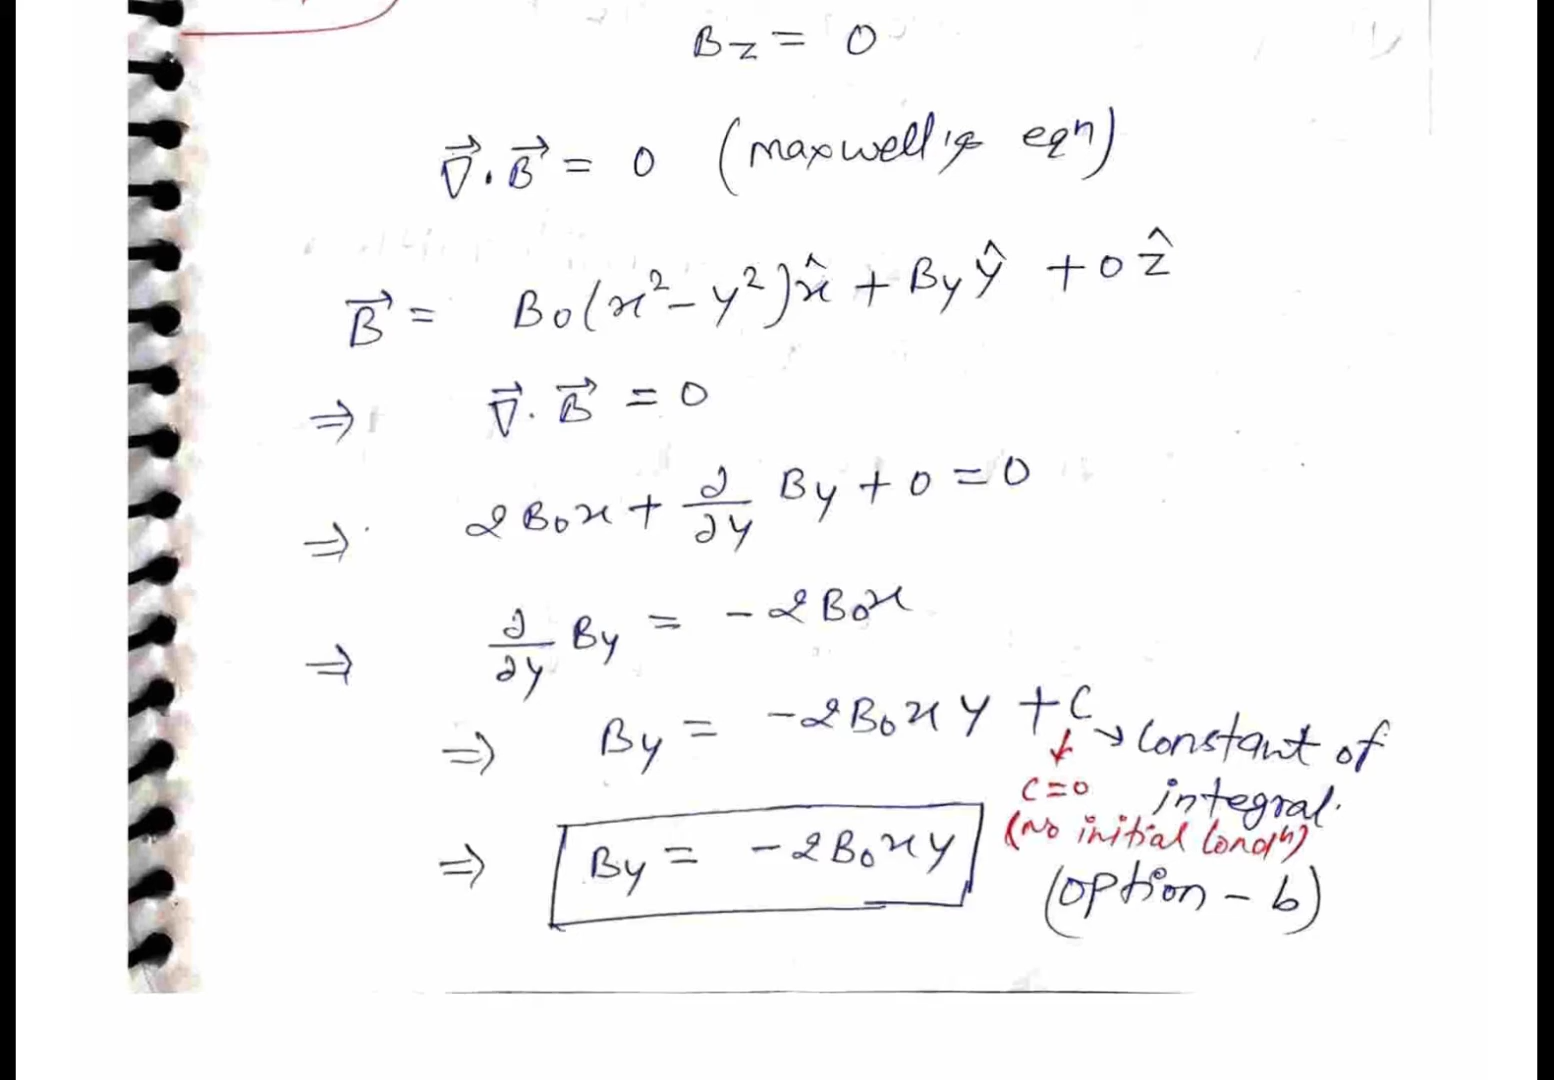 Bz = 0
∇⃗ · B⃗ = 0 (maxwell's eqⁿ)
B⃗ = B₀(x² − y²)x̂ + By ŷ + 0 ẑ
⇒ ∇⃗ · B⃗ = 0
⇒ 2B₀x + ∂/∂y By + 0 = 0
⇒ ∂/∂y By = −2B₀x
⇒ By = −2B₀xy + C → constant of integral.
↓
C = 0
(no initial condⁿ)
⇒ By = −2B₀xy
(option − b)